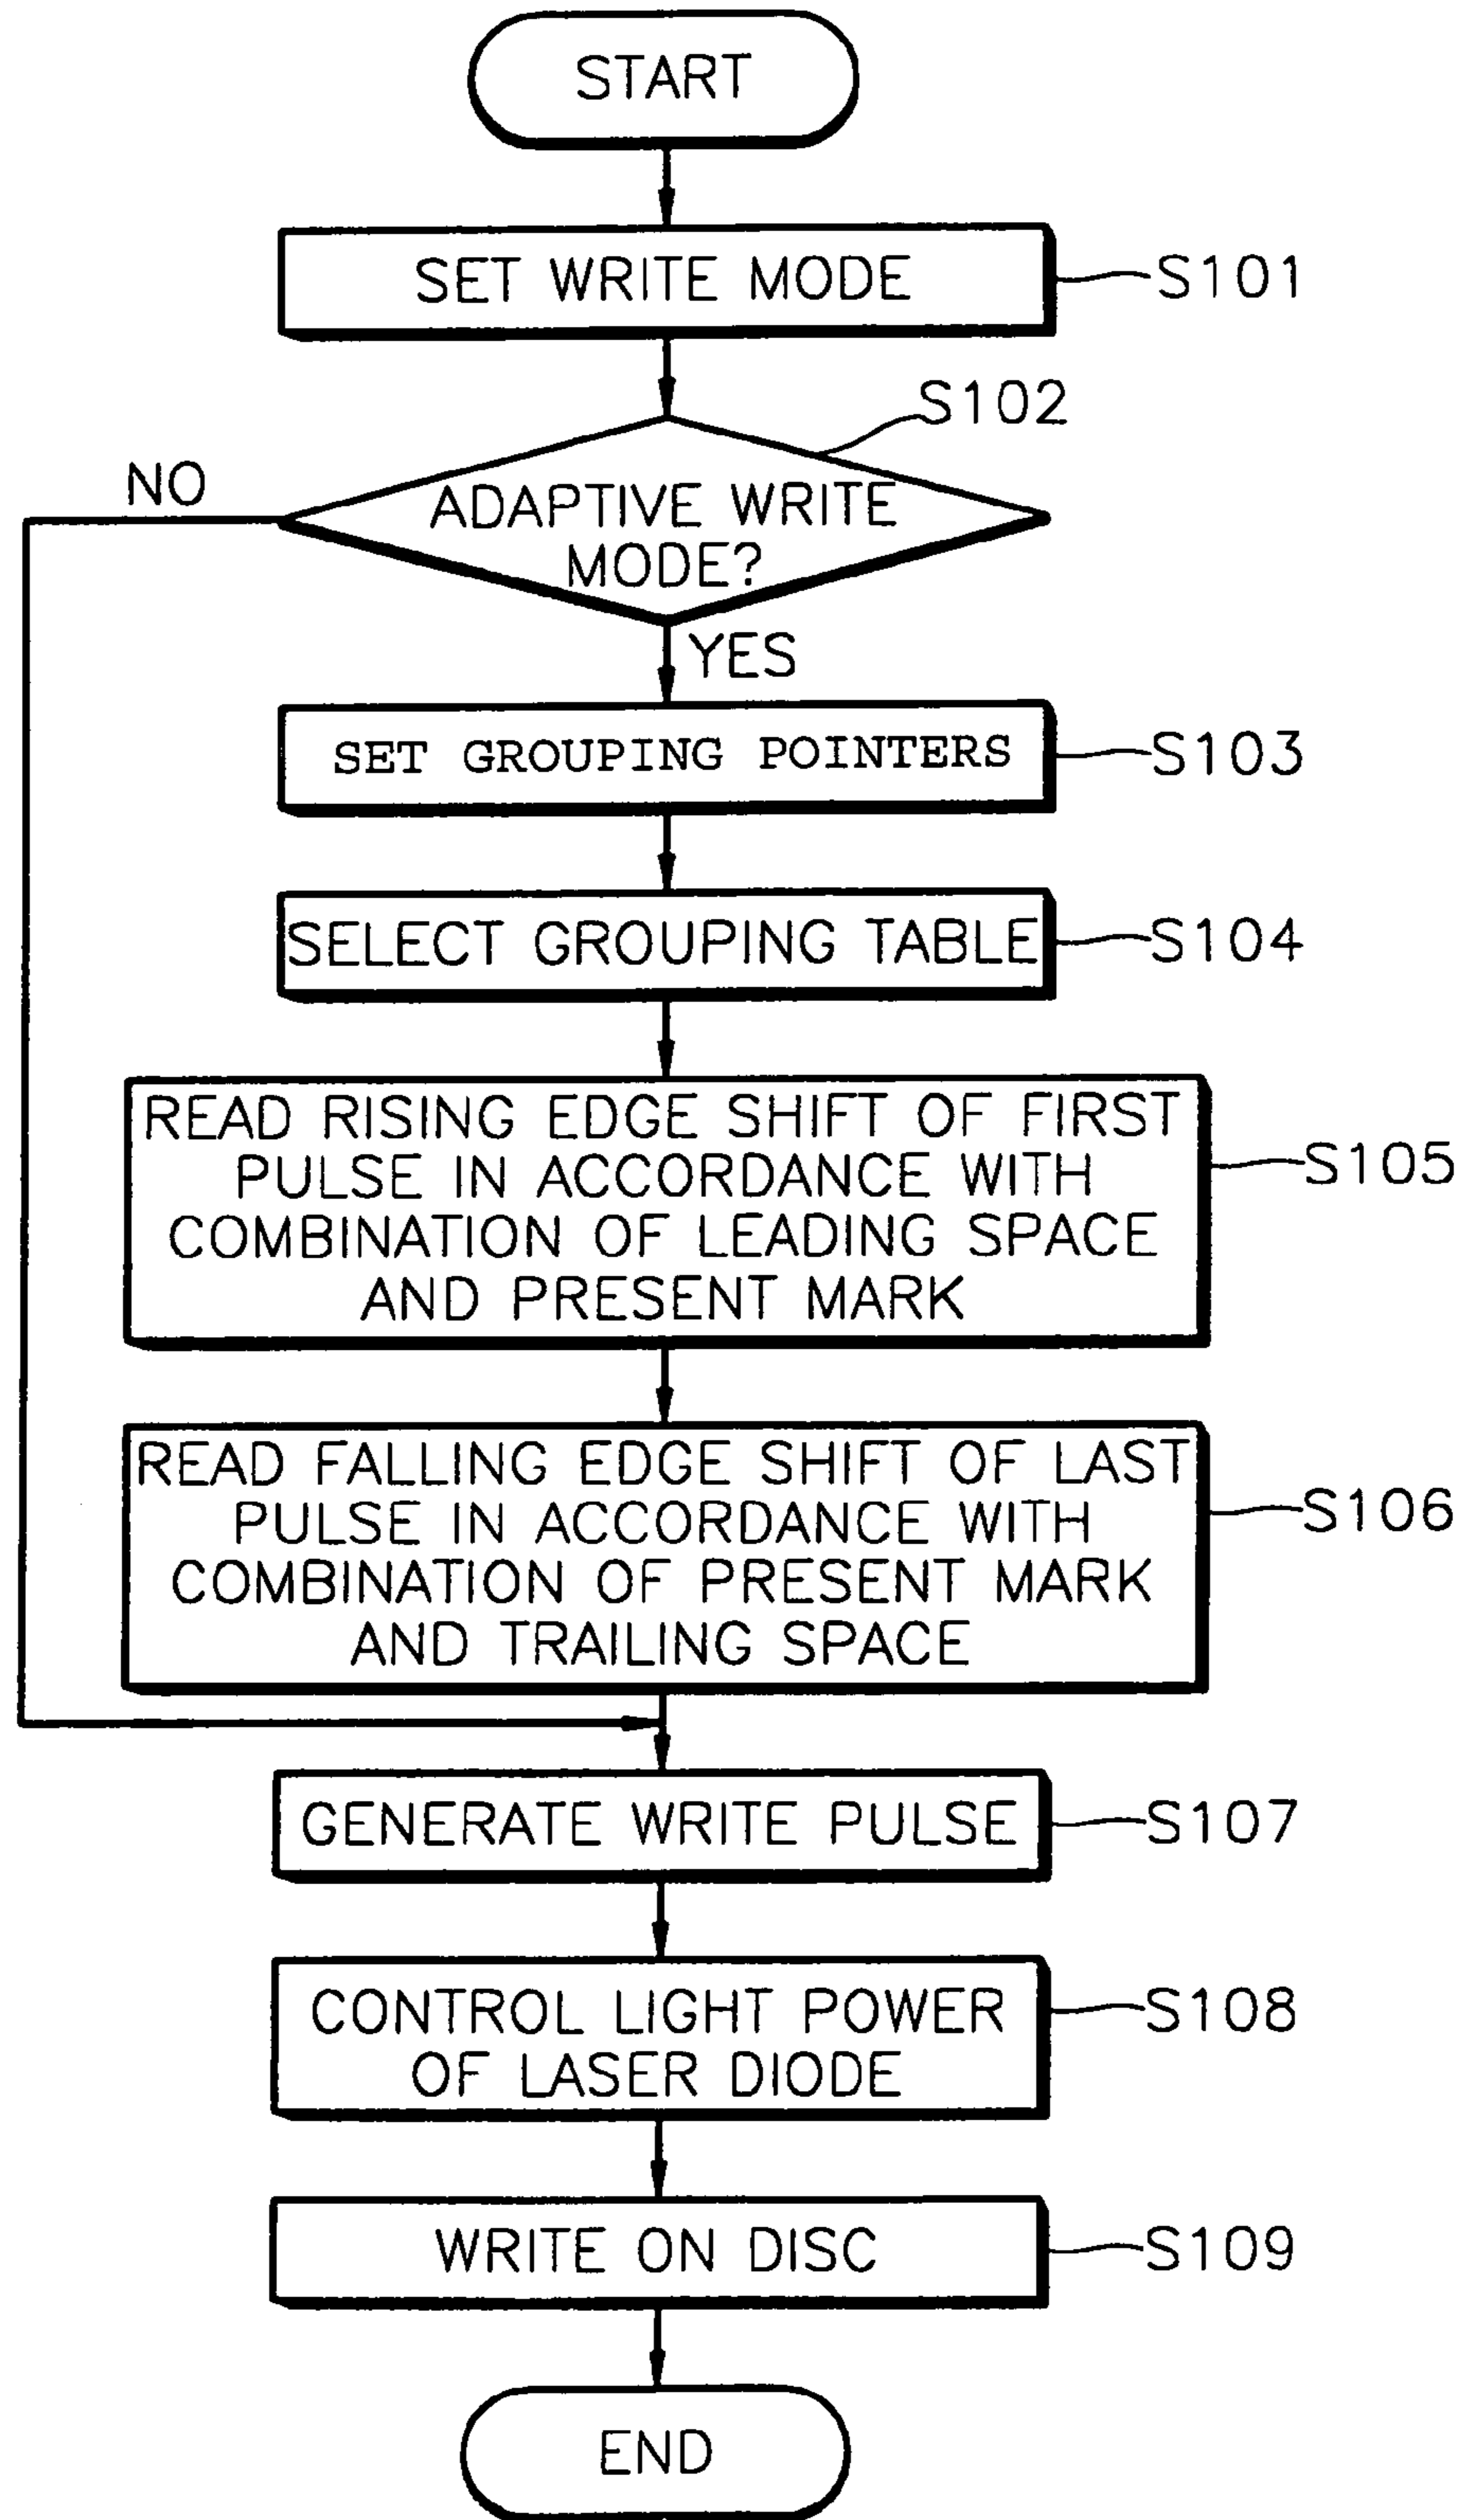 START
SET WRITE MODE
S101
S102
NO
ADAPTIVE WRITE
MODE?
YES
SET GROUPING POINTERS
S103
SELECT GROUPING TABLE
S104
READ RISING EDGE SHIFT OF FIRST
PULSE IN ACCORDANCE WITH
COMBINATION OF LEADING SPACE
AND PRESENT MARK
S105
READ FALLING EDGE SHIFT OF LAST
PULSE IN ACCORDANCE WITH
COMBINATION OF PRESENT MARK
AND TRAILING SPACE
S106
GENERATE WRITE PULSE
S107
CONTROL LIGHT POWER
OF LASER DIODE
S108
WRITE ON DISC
S109
END